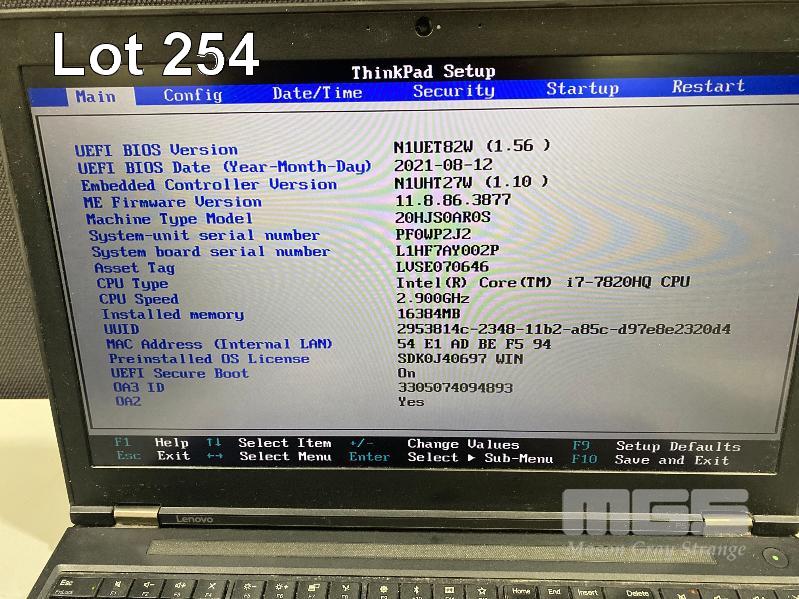 Lot 254
ThinkPad Setup
Main Config Date/Time Security Startup Restart
UEFI BIOS Version N1UET82W (1.56 )
UEFI BIOS Date (Year-Month-Day) 2021-08-12
Embedded Controller Version N1UHT27W (1.10 )
ME Firmware Version 11.8.86.3877
Machine Type Model 20HJS0AR0S
System-unit serial number PF0WP2J2
System board serial number L1HF7AY002P
Asset Tag LVSE070646
CPU Type Intel(R) Core(TM) i7-7820HQ CPU
CPU Speed 2.900GHz
Installed memory 16384MB
UUID 2953814c-2348-11b2-a85c-d97e8e2320d4
MAC Address (Internal LAN) 54 E1 AD BE F5 94
Preinstalled OS License SDK0J40697 WIN
UEFI Secure Boot On
OA3 ID 3305074094893
OA2 Yes
F1 Help ↑↓ Select Item +/- Change Values F9 Setup Defaults
Esc Exit ←→ Select Menu Enter Select ▶ Sub-Menu F10 Save and Exit
Lenovo
MGS
Mason Gray Strange
Esc Home End Insert Delete